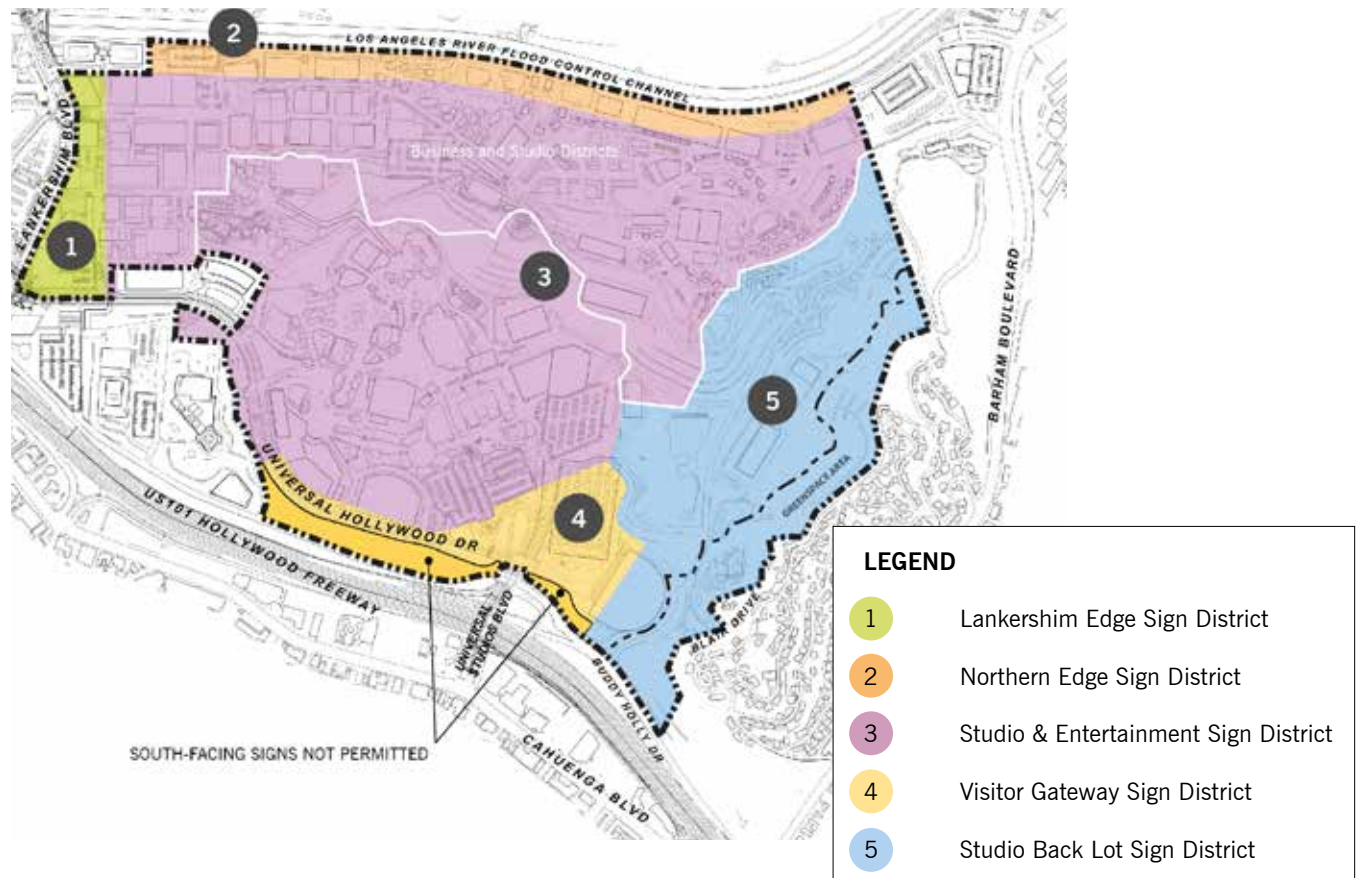 2
LOS ANGELES RIVER FLOOD CONTROL CHANNEL
LANKERSHIM BLVD
Business and Studio Districts
1
3
BARHAM BOULEVARD
5
GREENSPACE AREA
UNIVERSAL HOLLYWOOD DR
4
US101 HOLLYWOOD FREEWAY
UNIVERSAL
STUDIOS BLVD
BLAIR DRIVE
BUDDY HOLLY DR
CAHUENGA BLVD
SOUTH-FACING SIGNS NOT PERMITTED
LEGEND
1 Lankershim Edge Sign District
2 Northern Edge Sign District
3 Studio & Entertainment Sign District
4 Visitor Gateway Sign District
5 Studio Back Lot Sign District